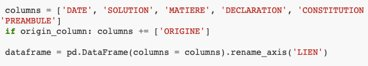 columns = ['DATE', 'SOLUTION', 'MATIERE', 'DECLARATION', 'CONSTITUTION
'PREAMBULE']
if origin_column: columns += ['ORIGINE']
dataframe = pd.DataFrame(columns = columns).rename_axis('LIEN')